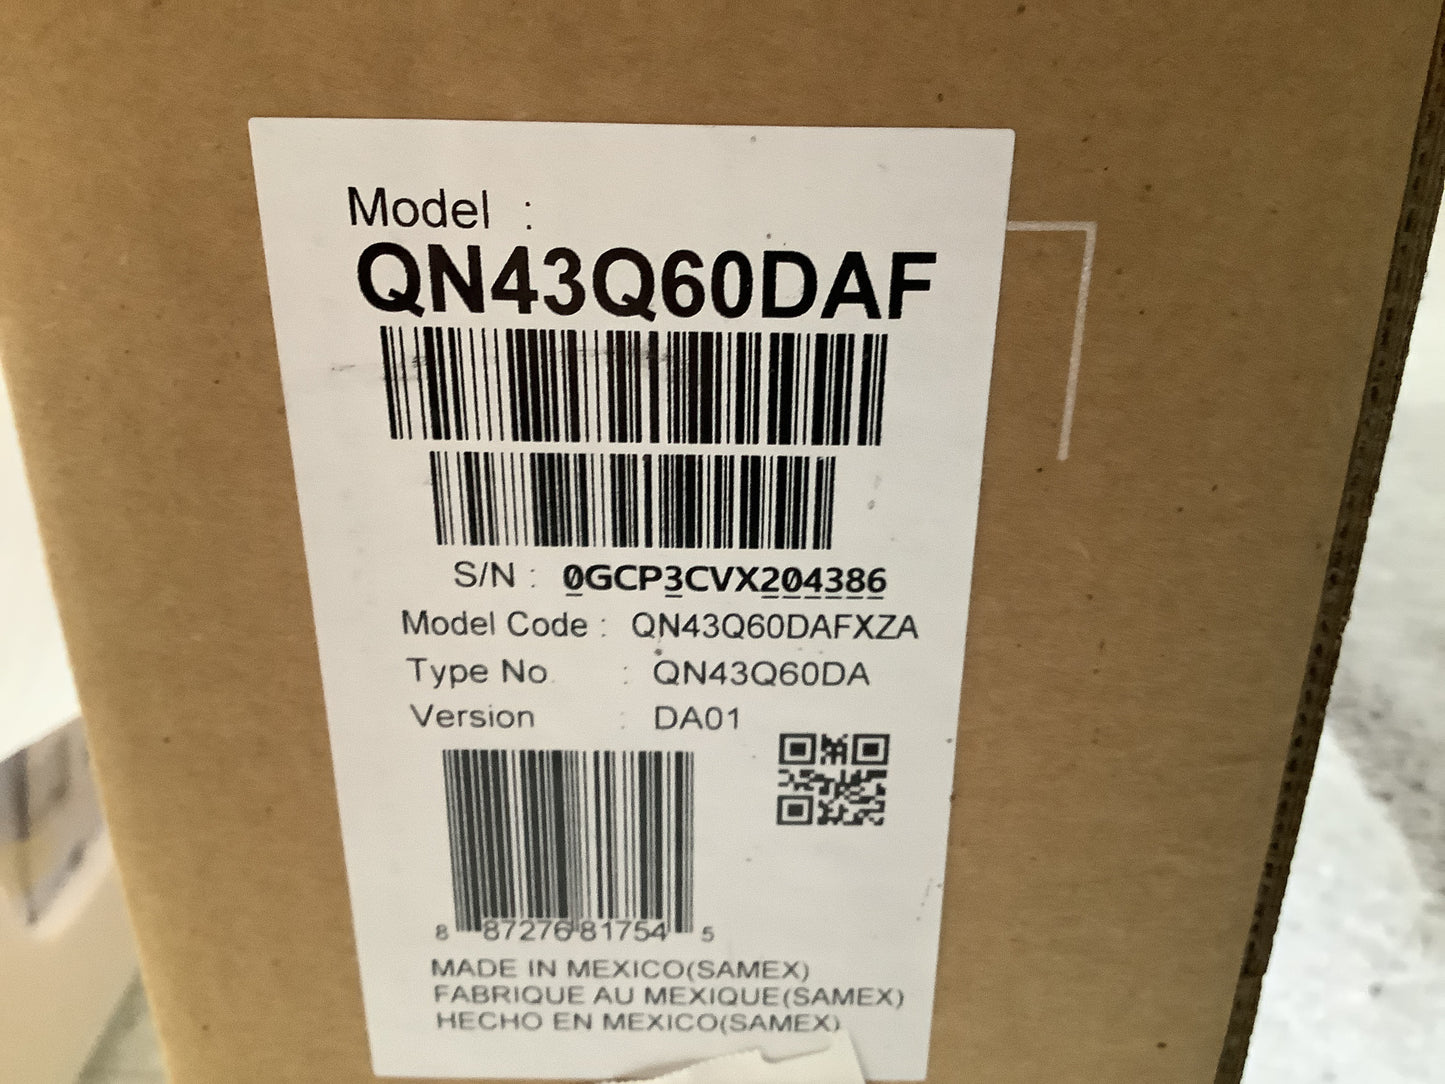 Model :
QN43Q60DAF
S/N : 0GCP3CVX204386
Model Code : QN43Q60DAFXZA
Type No. : QN43Q60DA
Version : DA01
8 87276 81754 5
MADE IN MEXICO(SAMEX)
FABRIQUE AU MEXIQUE(SAMEX)
HECHO EN MEXICO(SAMEX)